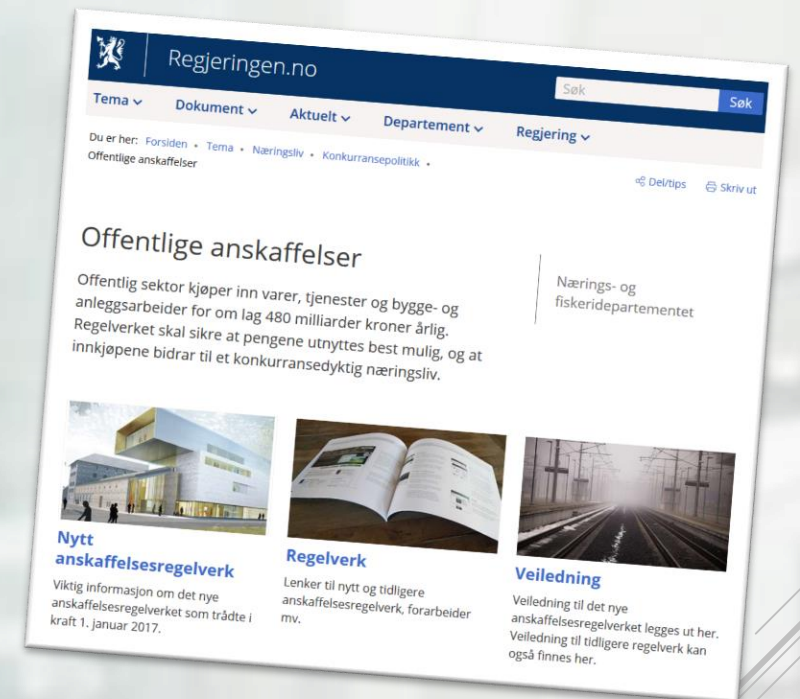 Regjeringen.no
Søk
Søk
Tema
Dokument
Aktuelt
Departement
Regjering
Du er her: Forsiden • Tema • Næringsliv • Konkurransepolitikk •
Offentlige anskaffelser
Del/tips
Skriv ut
Offentlige anskaffelser
Offentlig sektor kjøper inn varer, tjenester og bygge- og
anleggsarbeider for om lag 480 milliarder kroner årlig.
Regelverket skal sikre at pengene utnyttes best mulig, og at
innkjøpene bidrar til et konkurransedyktig næringsliv.
Nærings- og
fiskeridepartementet
Nytt
anskaffelsesregelverk
Viktig informasjon om det nye
anskaffelsesregelverket som trådte i
kraft 1. januar 2017.
Regelverk
Lenker til nytt og tidligere
anskaffelsesregelverk, forarbeider
mv.
Veiledning
Veiledning til det nye
anskaffelsesregelverket legges ut her.
Veiledning til tidligere regelverk kan
også finnes her.